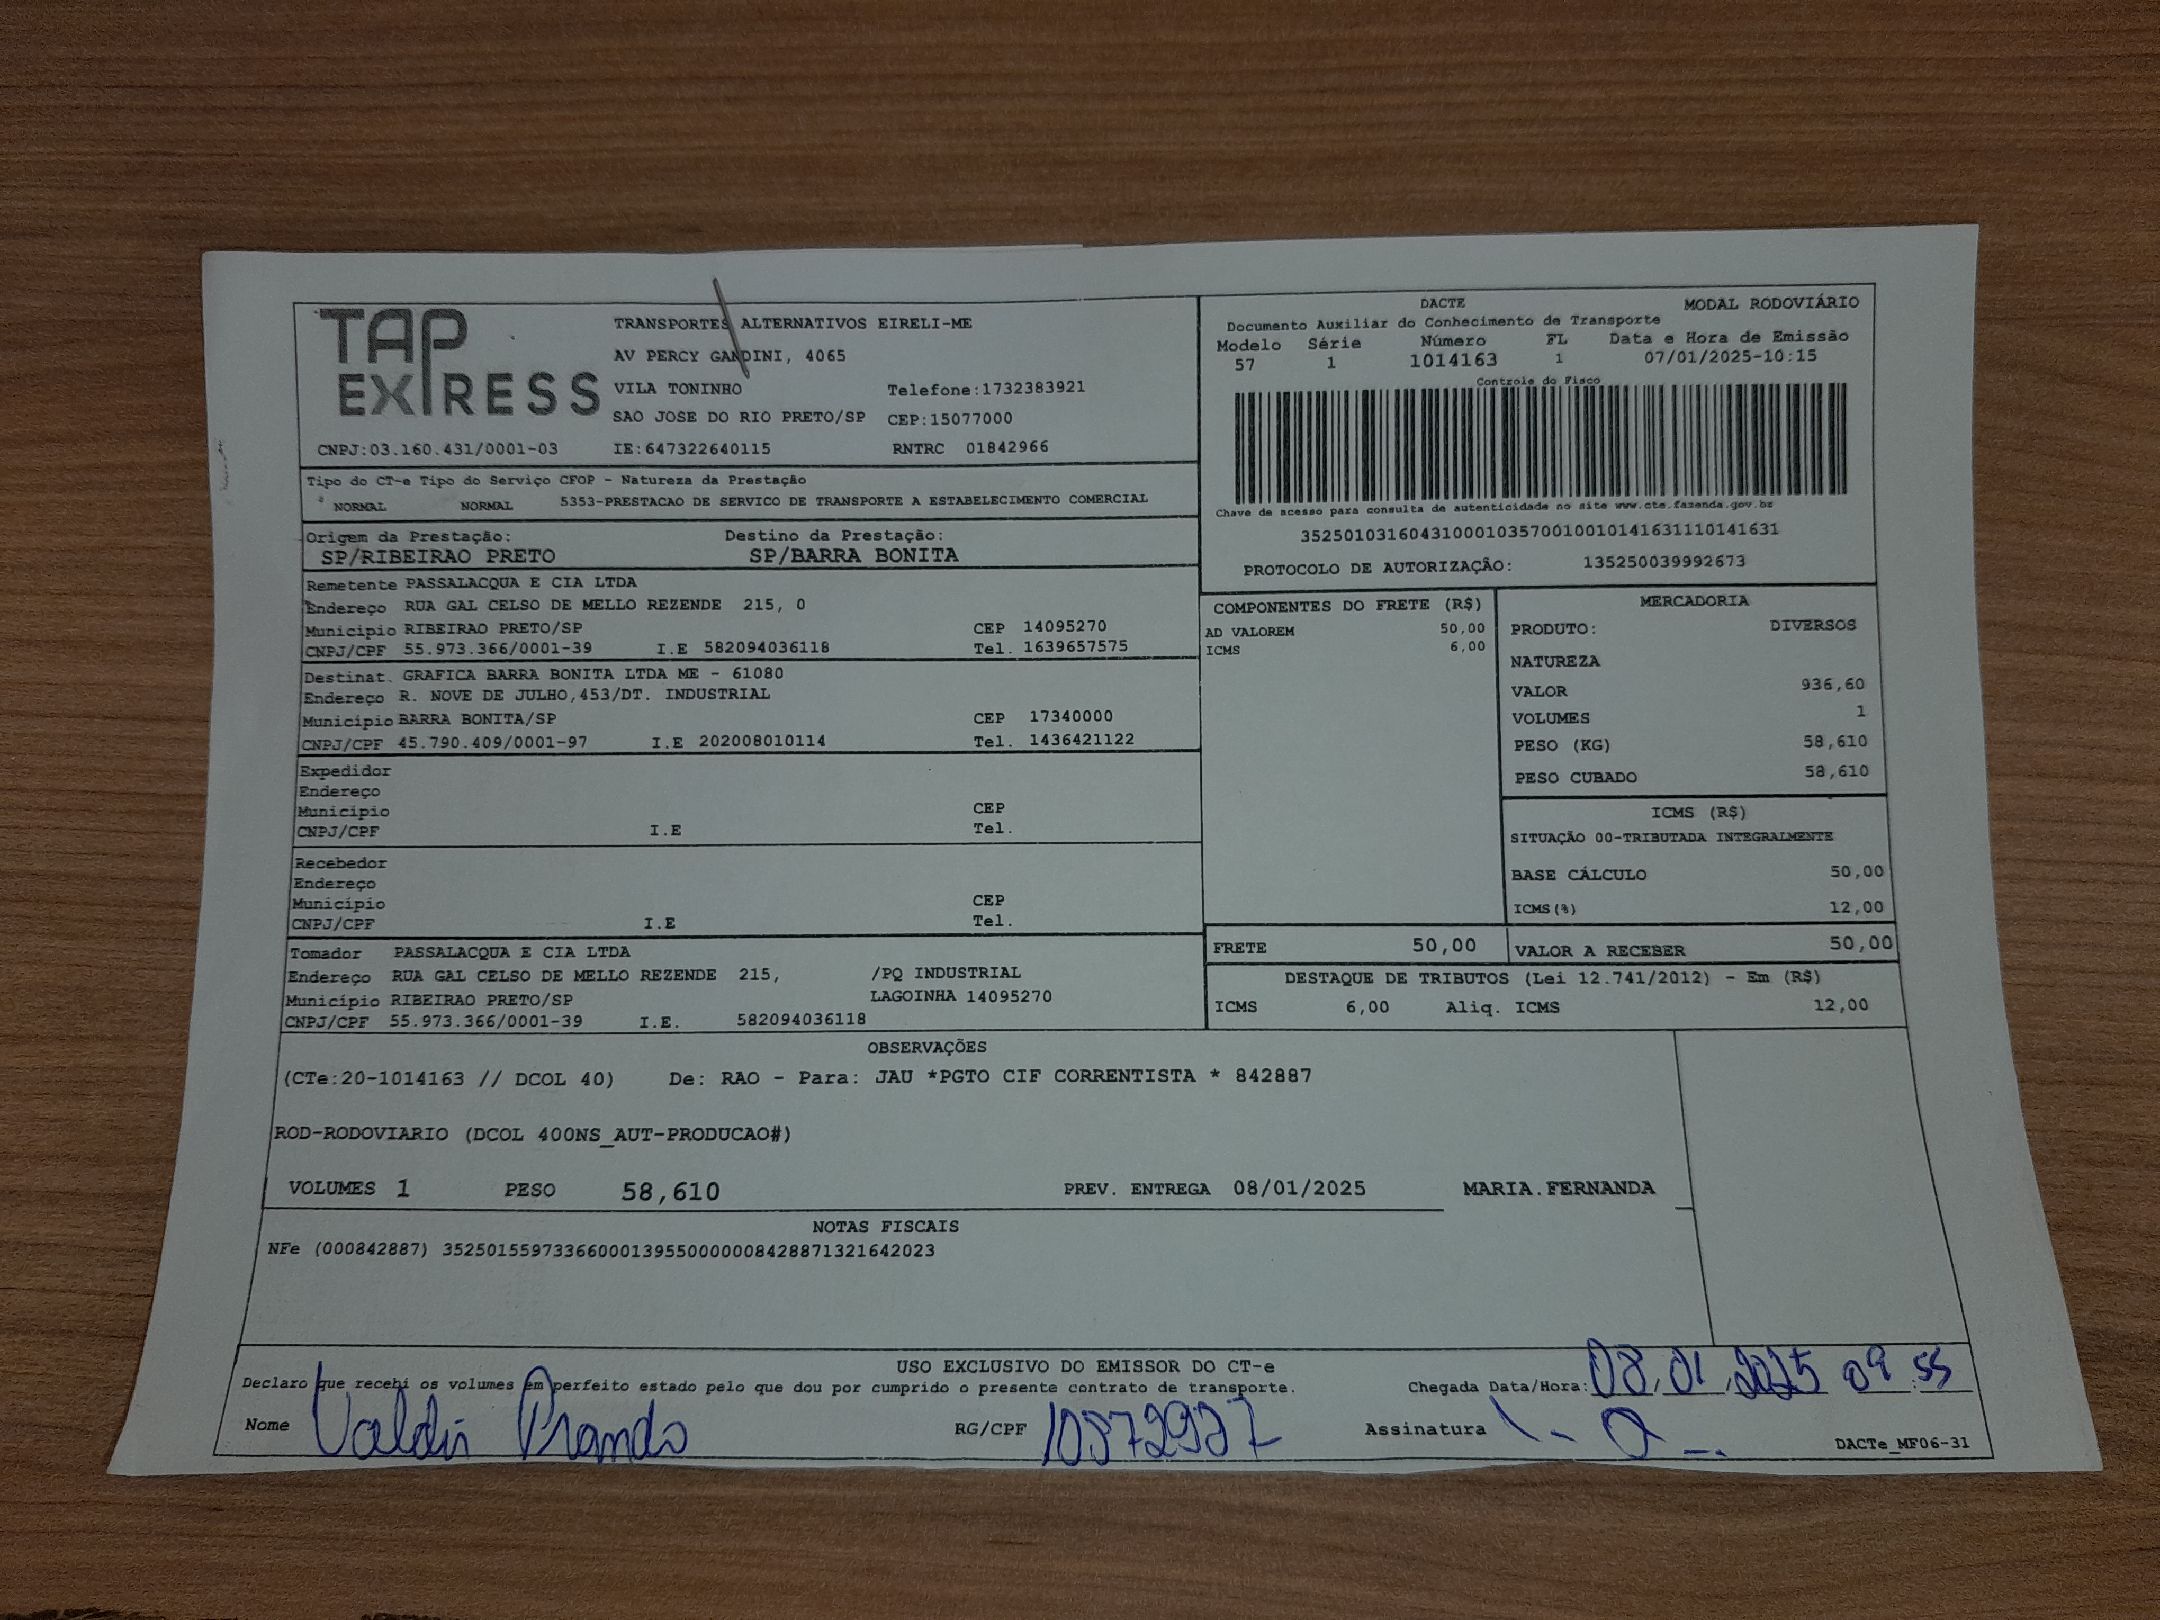 TAP EXPRESS
TRANSPORTES ALTERNATIVOS EIRELI-ME
AV PERCY GANDINI, 4065
VILA TONINHO Telefone:1732383921
SAO JOSE DO RIO PRETO/SP CEP:15077000
CNPJ:03.160.431/0001-03 IE:647322640115 RNTRC 01842966
DACTE MODAL RODOVIÁRIO
Documento Auxiliar do Conhecimento de Transporte
Modelo Série Número FL Data e Hora de Emissão
57 1 1014163 1 07/01/2025-10:15
Controle do Fisco
Chave de acesso para consulta de autenticidade no site www.cte.fazenda.gov.br
35250103160431000103570010010141631110141631
PROTOCOLO DE AUTORIZAÇÃO: 135250039992673
Tipo do CT-e Tipo do Serviço CFOP - Natureza da Prestação
NORMAL NORMAL 5353-PRESTACAO DE SERVICO DE TRANSPORTE A ESTABELECIMENTO COMERCIAL
Origem da Prestação: Destino da Prestação:
SP/RIBEIRAO PRETO SP/BARRA BONITA
Remetente PASSALACQUA E CIA LTDA
Endereço RUA GAL CELSO DE MELLO REZENDE 215, 0
Município RIBEIRAO PRETO/SP CEP 14095270
CNPJ/CPF 55.973.366/0001-39 I.E 582094036118 Tel. 1639657575
Destinat. GRAFICA BARRA BONITA LTDA ME - 61080
Endereço R. NOVE DE JULHO,453/DT. INDUSTRIAL
Município BARRA BONITA/SP CEP 17340000
CNPJ/CPF 45.790.409/0001-97 I.E 202008010114 Tel. 1436421122
Expedidor
Endereço
Município CEP
CNPJ/CPF I.E Tel.
Recebedor
Endereço
Município CEP
CNPJ/CPF I.E Tel.
Tomador PASSALACQUA E CIA LTDA
Endereço RUA GAL CELSO DE MELLO REZENDE 215, /PQ INDUSTRIAL
Município RIBEIRAO PRETO/SP LAGOINHA 14095270
CNPJ/CPF 55.973.366/0001-39 I.E. 582094036118
COMPONENTES DO FRETE (R$)
AD VALOREM 50,00
ICMS 6,00
MERCADORIA
PRODUTO: DIVERSOS
NATUREZA
VALOR 936,60
VOLUMES 1
PESO (KG) 58,610
PESO CUBADO 58,610
ICMS (R$)
SITUAÇÃO 00-TRIBUTADA INTEGRALMENTE
BASE CÁLCULO 50,00
ICMS(%) 12,00
FRETE 50,00 VALOR A RECEBER 50,00
DESTAQUE DE TRIBUTOS (Lei 12.741/2012) - Em (R$)
ICMS 6,00 Aliq. ICMS 12,00
OBSERVAÇÕES
(CTe:20-1014163 // DCOL 40) De: RAO - Para: JAU *PGTO CIF CORRENTISTA * 842887
ROD-RODOVIARIO (DCOL 400NS_AUT-PRODUCAO#)
VOLUMES 1 PESO 58,610 PREV. ENTREGA 08/01/2025 MARIA.FERNANDA
NOTAS FISCAIS
NFe (000842887) 35250155973366000139550000008428871321642023
USO EXCLUSIVO DO EMISSOR DO CT-e
Declaro que recebi os volumes em perfeito estado pelo que dou por cumprido o presente contrato de transporte. Chegada Data/Hora: 08.01.2025 09:55
Nome Valdir Prando RG/CPF Assinatura
DACTe_MF06-31